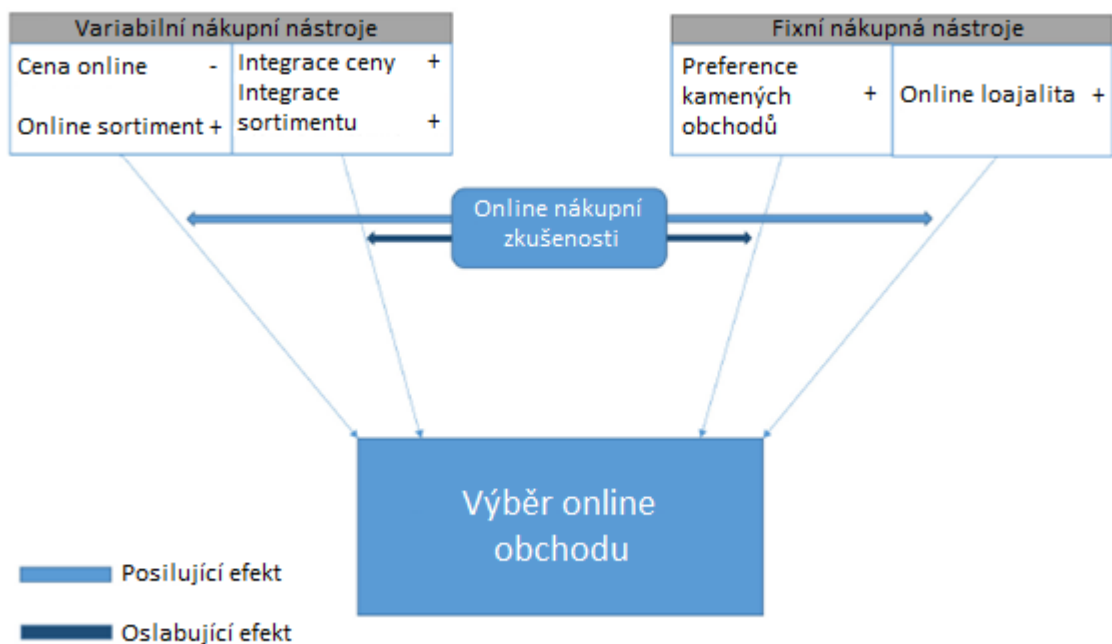 Variabilní nákupní nástroje
Cena online -
Online sortiment +
Integrace ceny +
Integrace
sortimentu +
Fixní nákupná nástroje
Preference
kamených +
obchodů
Online loajalita +
Online nákupní
zkušenosti
Výběr online
obchodu
Posilující efekt
Oslabující efekt